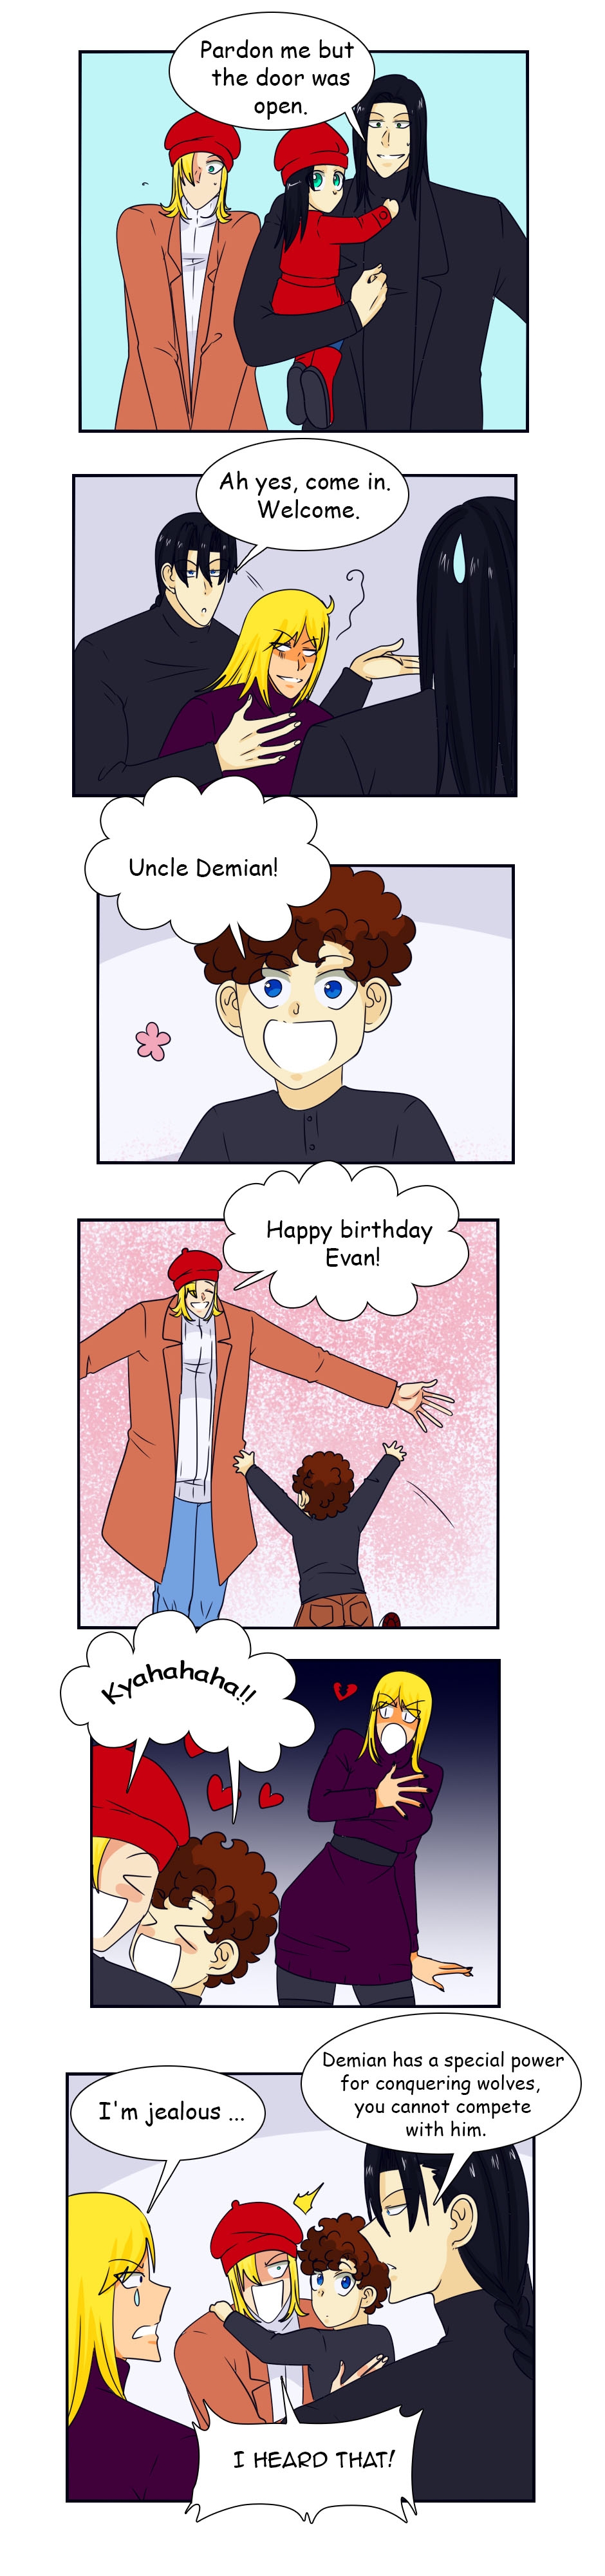 Pardon me but
the door was
open.
Ah yes, come in.
Welcome.
Uncle Demian!
Happy birthday
Evan!
Kyahahaha!!
I'm jealous ...
Demian has a special power
for conquering wolves,
you cannot compete
with him.
I HEARD THAT!